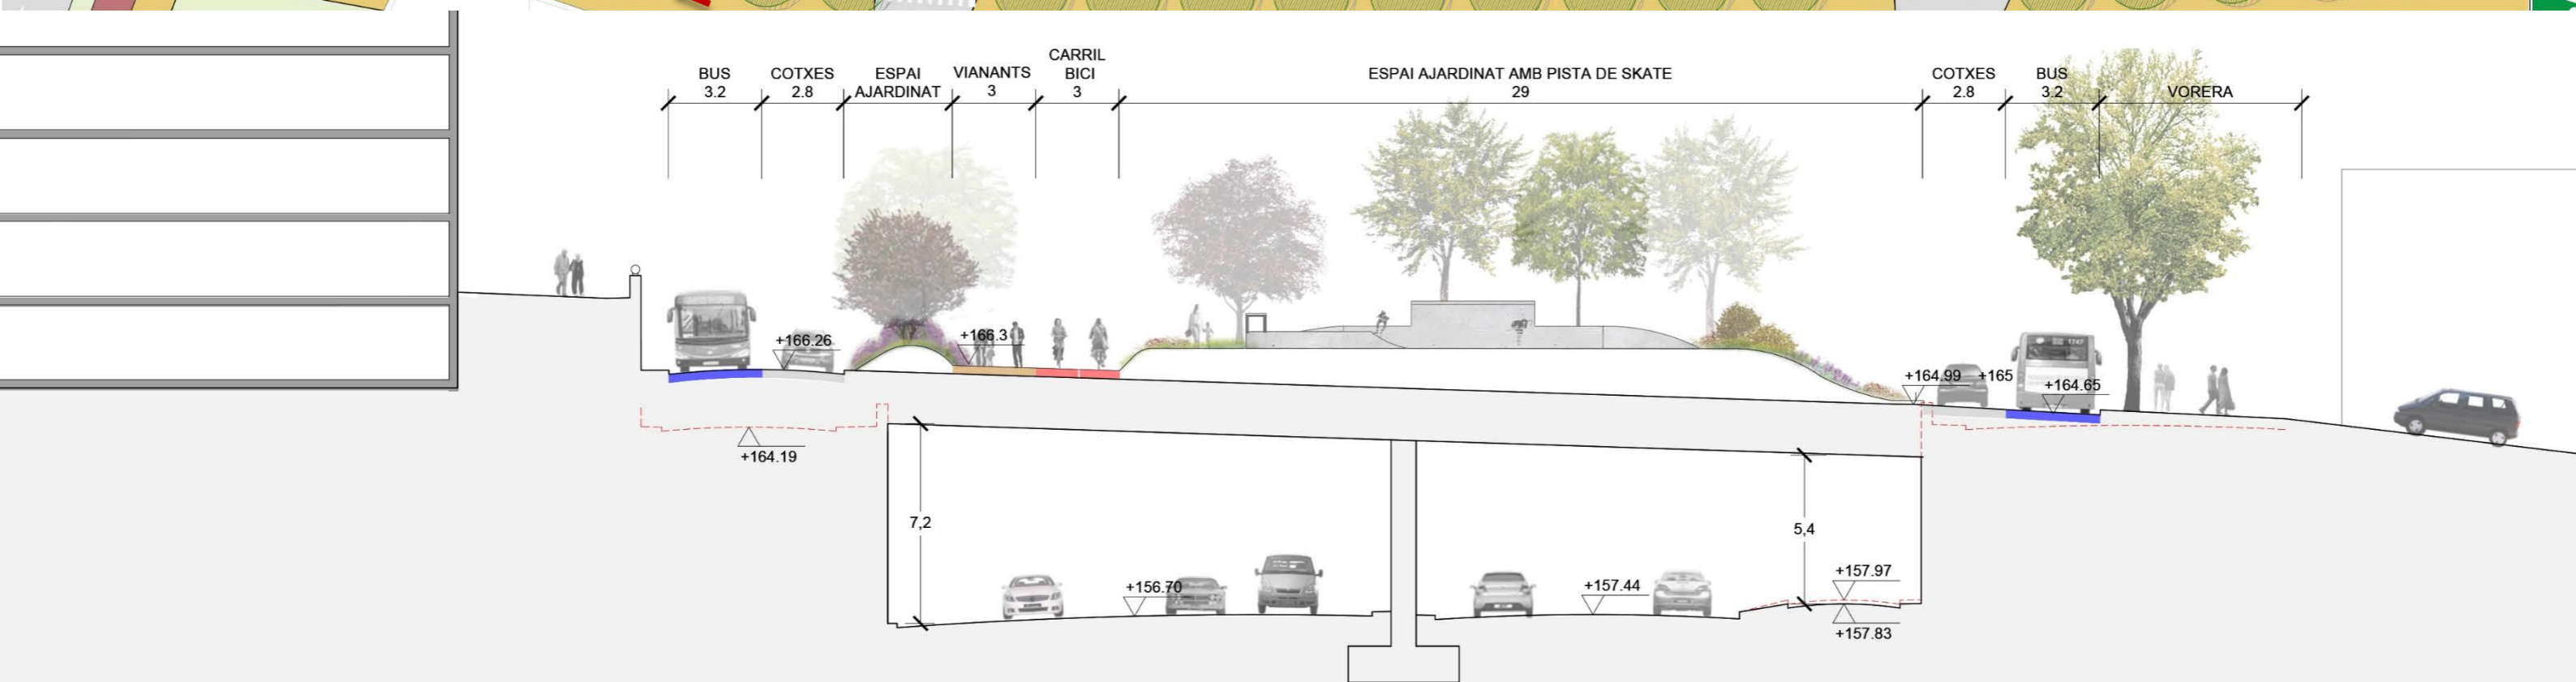 BUS
3.2
COTXES
2.8
ESPAI
AJARDINAT
VIANANTS
3
CARRIL
BICI
3
ESPAI AJARDINAT AMB PISTA DE SKATE
29
COTXES
2.8
BUS
3.2
VORERA
+166.26
+166.3
+164.99
+165
1747
+164.65
+164.19
7,2
5,4
+156.70
+157.44
+157.97
+157.83